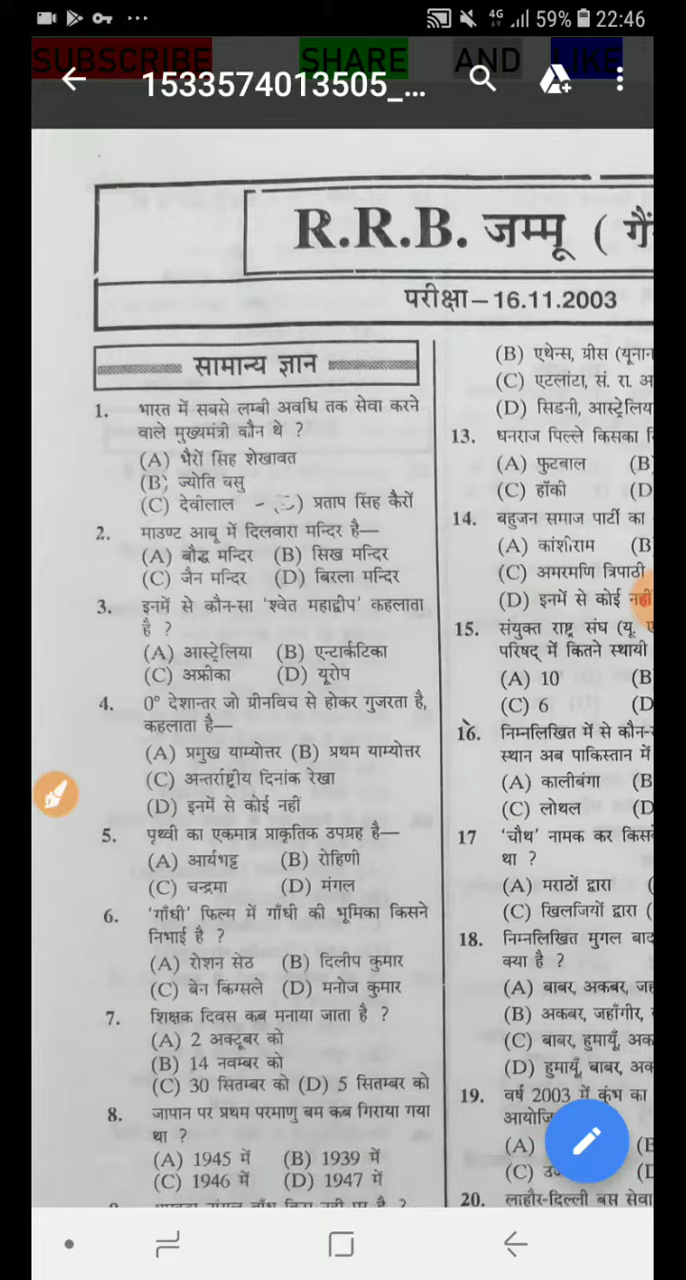 4G 59% 22:46
SUBSCRIBE SHARE AND LIKE
1533574013505_...
R.R.B. जम्मू (
परीक्षा–16.11.2003
सामान्य ज्ञान
1. भारत में सबसे लम्बी अवधि तक सेवा करने
वाले मुख्यमंत्री कौन थे ?
(A) भैरों सिंह शेखावत
(B) ज्योति बसु
(C) देवीलाल प्रताप सिंह कैरों
2. माउण्ट आबू में दिलवारा मन्दिर है—
(A) बौद्ध मन्दिर (B) सिख मन्दिर
(C) जैन मन्दिर (D) बिरला मन्दिर
3. इनमें से कौन-सा ‘श्वेत महाद्वीप’ कहलाता
है ?
(A) आस्ट्रेलिया (B) एन्टार्कटिका
(C) अफ्रीका (D) यूरोप
4. 0° देशान्तर जो ग्रीनविच से होकर गुजरता है,
कहलाता है—
(A) प्रमुख याम्योत्तर (B) प्रथम याम्योत्तर
(C) अन्तर्राष्ट्रीय दिनांक रेखा
(D) इनमें से कोई नहीं
5. पृथ्वी का एकमात्र प्राकृतिक उपग्रह है—
(A) आर्यभट्ट (B) रोहिणी
(C) चन्द्रमा (D) मंगल
6. ‘गाँधी’ फिल्म में गाँधी की भूमिका किसने
निभाई है ?
(A) रोशन सेठ (B) दिलीप कुमार
(C) बेन किंग्सले (D) मनोज कुमार
7. शिक्षक दिवस कब मनाया जाता है ?
(A) 2 अक्टूबर को
(B) 14 नवम्बर को
(C) 30 सितम्बर को (D) 5 सितम्बर को
8. जापान पर प्रथम परमाणु बम कब गिराया गया
था ?
(A) 1945 में (B) 1939 में
(C) 1946 में (D) 1947 में
(B) एथेन्स, ग्रीस
(C) एटलांटा, सं. रा.
(D) सिडनी,
13. धनराज पिल्ले किसका
(A) फुटबाल (B)
(C) हॉकी (D
14. बहुजन समाज पार्टी का
(A) कांशीराम (B
(C) अमरमणि त्रिपाठी
(D) इनमें से कोई नहीं
15. संयुक्त राष्ट्र संघ (यू.
परिषद् में कितने स्थायी
(A) 10 (B
(C) 6 (D
16. निम्नलिखित में से कौन-
स्थान अब पाकिस्तान में
(A) कालीबंगा (B
(C) लोथल (D
17 ‘चौथ’ नामक कर
था ?
(A) मराठों द्वारा (
(C) खिलजियों द्वारा (
18. निम्नलिखित मुगल
क्या है ?
(A) बाबर, अकबर,
(B) अकबर, जहाँगीर,
(C) बाबर, हुमायूँ,
(D) हुमायूँ, बाबर,
19. वर्ष 2003 में कुंभ का
(A)
(C)
20. लाहौर-दिल्ली बस सेवा